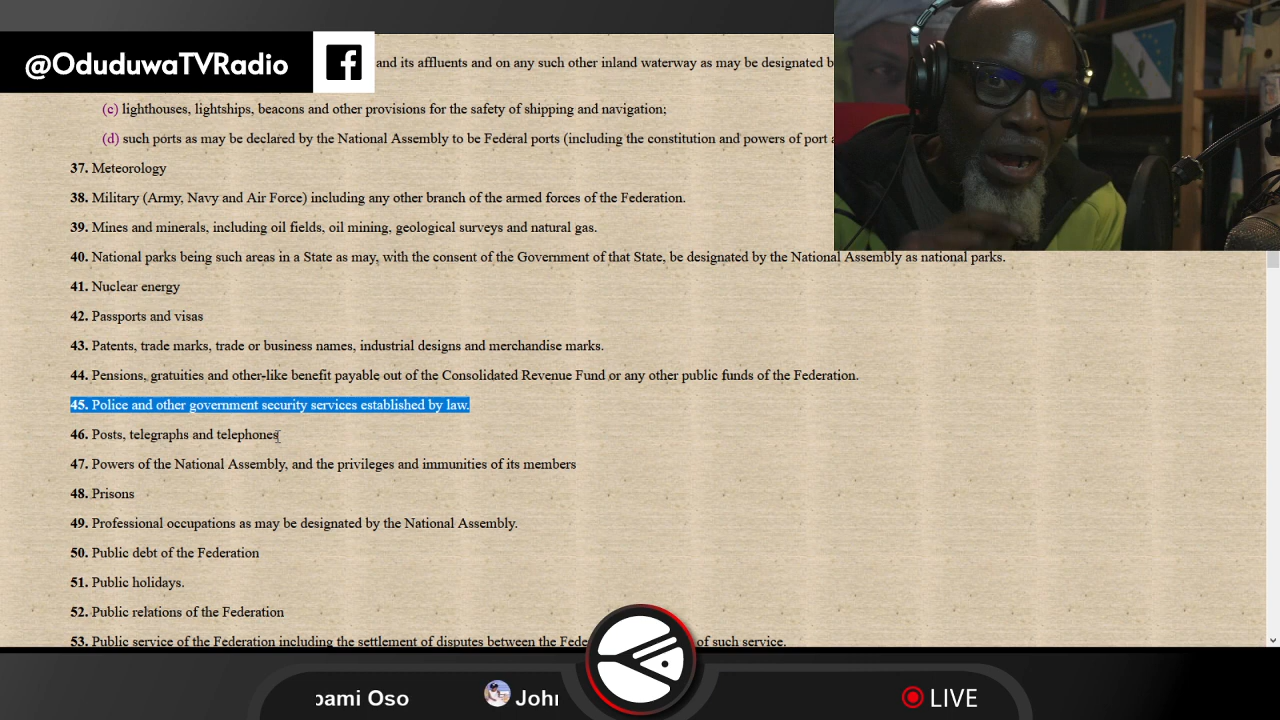 @OduduwaTVRadio
and its affluents and on any such other inland waterway as may be designated b
(c) lighthouses, lightships, beacons and other provisions for the safety of shipping and navigation;
(d) such ports as may be declared by the National Assembly to be Federal ports (including the constitution and powers of port a
37. Meteorology
38. Military (Army, Navy and Air Force) including any other branch of the armed forces of the Federation.
39. Mines and minerals, including oil fields, oil mining, geological surveys and natural gas.
40. National parks being such areas in a State as may, with the consent of the Government of that State, be designated by the National Assembly as national parks.
41. Nuclear energy
42. Passports and visas
43. Patents, trade marks, trade or business names, industrial designs and merchandise marks.
44. Pensions, gratuities and other-like benefit payable out of the Consolidated Revenue Fund or any other public funds of the Federation.
45. Police and other government security services established by law.
46. Posts, telegraphs and telephones
47. Powers of the National Assembly, and the privileges and immunities of its members
48. Prisons
49. Professional occupations as may be designated by the National Assembly.
50. Public debt of the Federation
51. Public holidays.
52. Public relations of the Federation
53. Public service of the Federation including the settlement of disputes between the Fede of such service.
bami Oso
John
LIVE